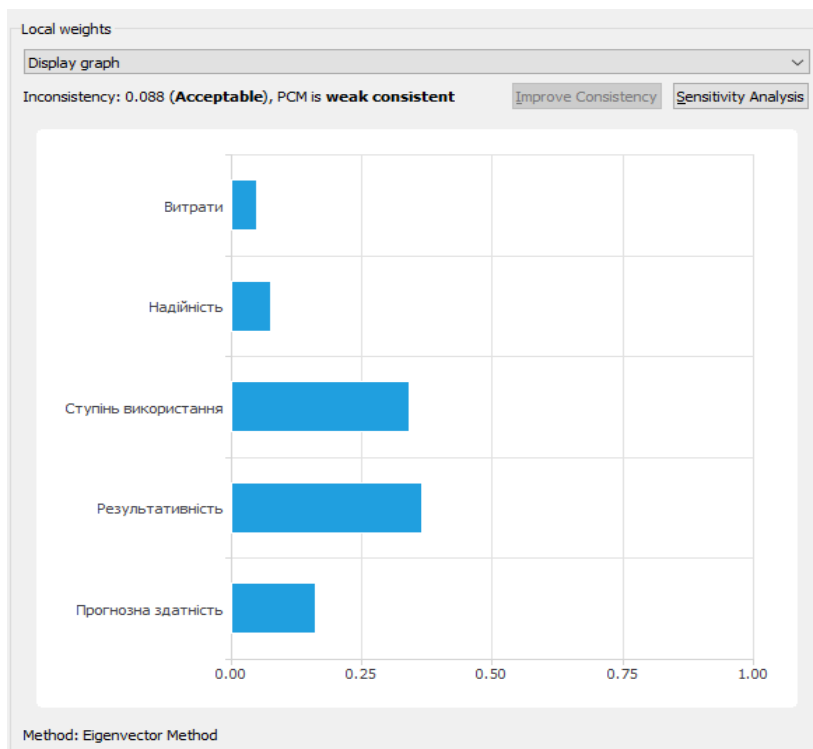 Local weights
Display graph
Inconsistency: 0.088 (Acceptable), PCM is weak consistent
Improve Consistency
Sensitivity Analysis
Витрати
Надійність
Ступінь використання
Результативність
Прогнозна здатність
0.00 0.25 0.50 0.75 1.00
Method: Eigenvector Method